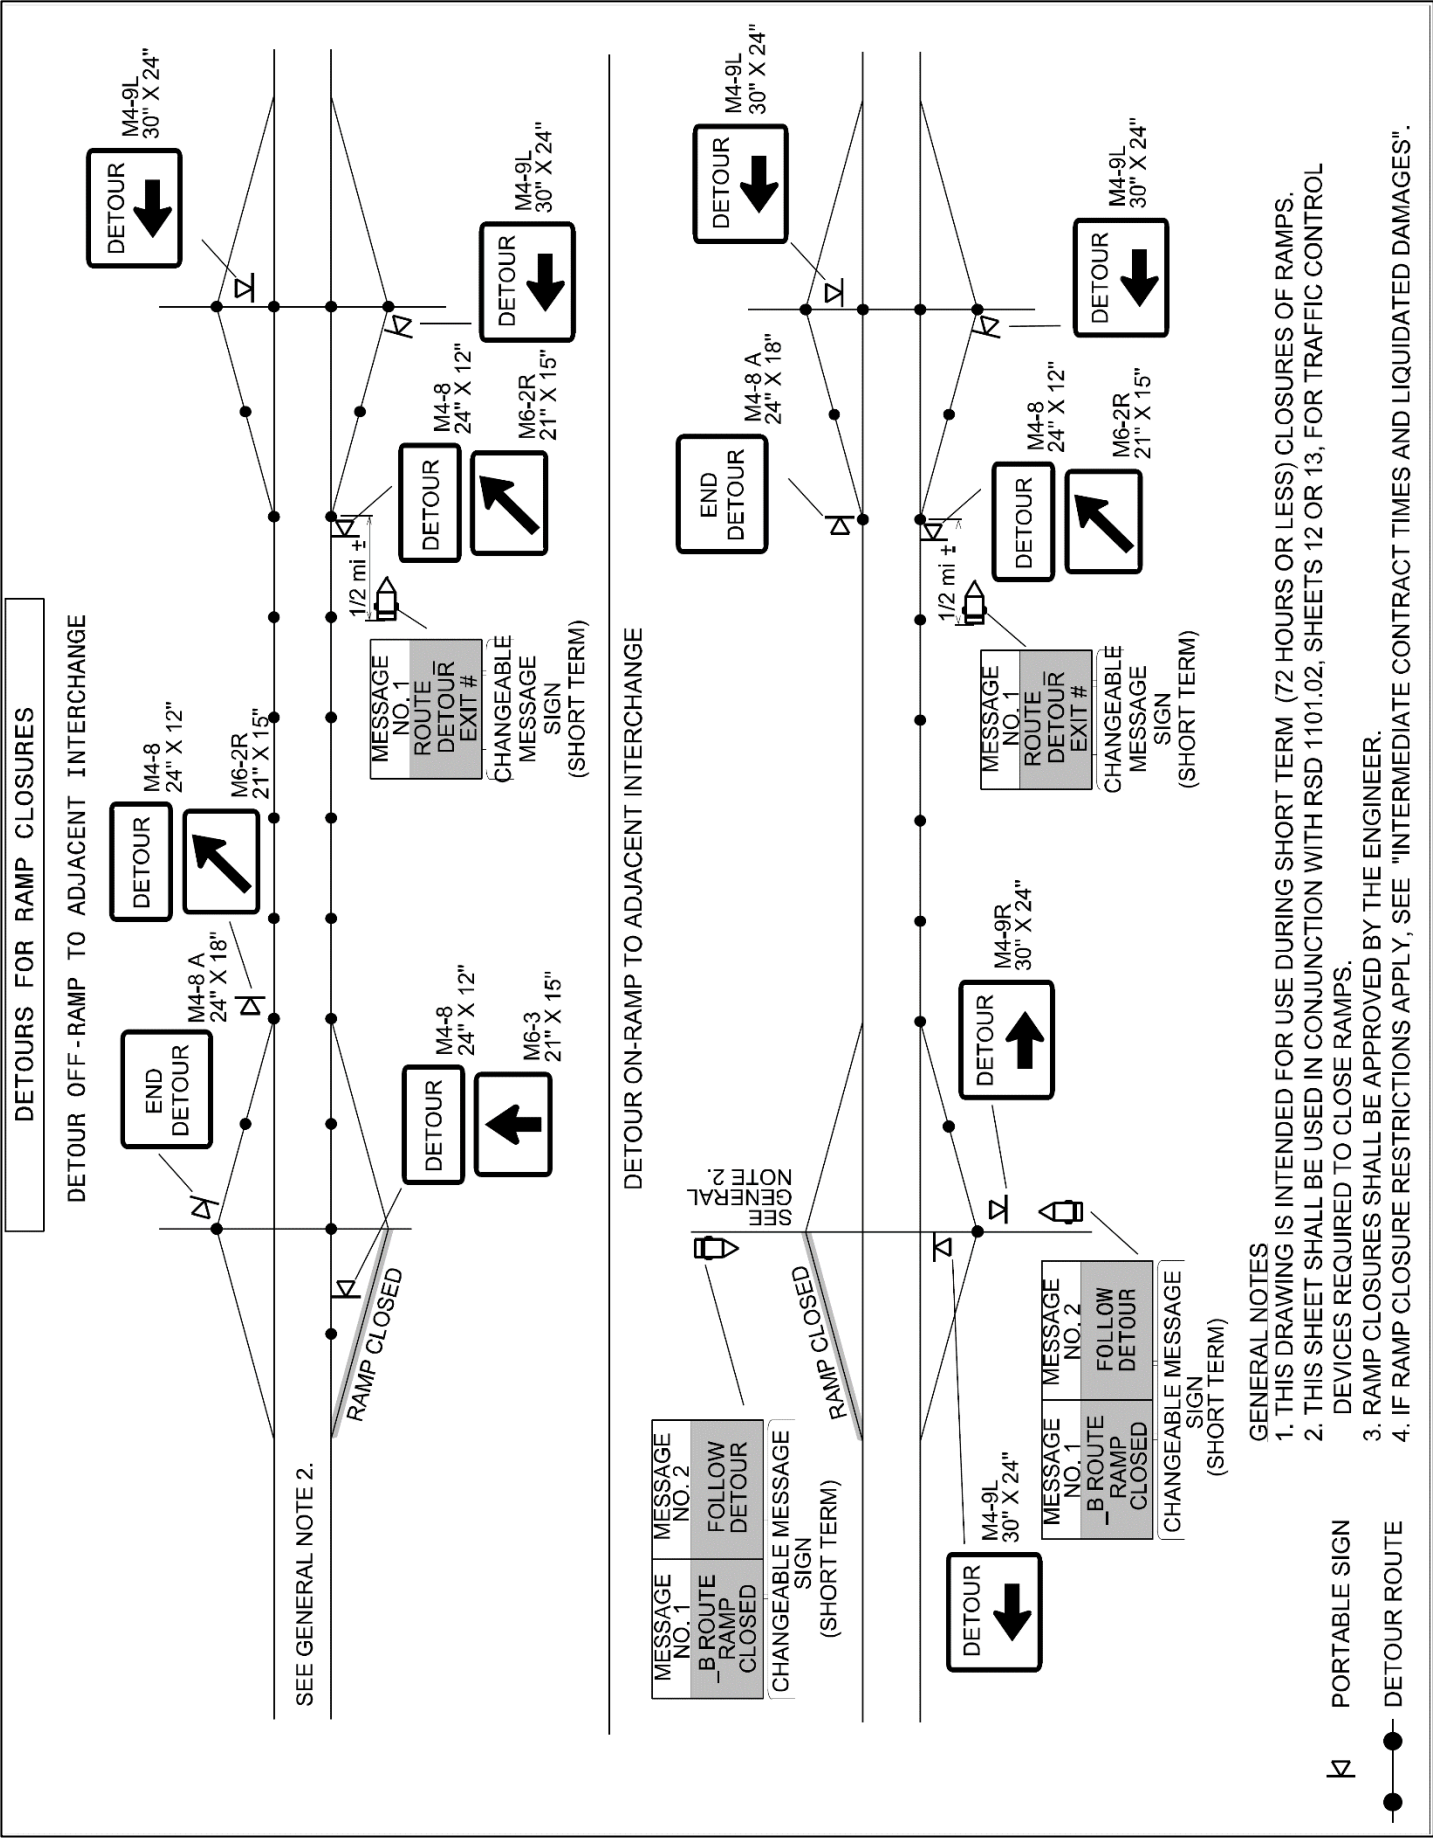 DETOURS FOR RAMP CLOSURES
DETOUR OFF-RAMP TO ADJACENT INTERCHANGE
SEE GENERAL NOTE 2.
RAMP CLOSED
END
DETOUR
M4-8 A
24" X 18"
DETOUR
M4-8
24" X 12"
M6-2R
21" X 15"
DETOUR
M4-9L
30" X 24"
DETOUR
M4-8
24" X 12"
M6-3
21" X 15"
MESSAGE
NO. 1
ROUTE _
DETOUR
EXIT #
CHANGEABLE
MESSAGE
SIGN
(SHORT TERM)
1/2 mi ±
DETOUR
M4-8
24" X 12"
M6-2R
21" X 15"
DETOUR
M4-9L
30" X 24"
DETOUR ON-RAMP TO ADJACENT INTERCHANGE
MESSAGE
NO. 1
MESSAGE
NO. 2
_B ROUTE
_ RAMP
CLOSED
FOLLOW
DETOUR
CHANGEABLE MESSAGE
SIGN
(SHORT TERM)
SEE
GENERAL
NOTE 2.
RAMP CLOSED
END
DETOUR
M4-8 A
24" X 18"
DETOUR
M4-9L
30" X 24"
DETOUR
M4-9L
30" X 24"
DETOUR
M4-9R
30" X 24"
MESSAGE
NO. 1
MESSAGE
NO. 2
_B ROUTE
_ RAMP
CLOSED
FOLLOW
DETOUR
CHANGEABLE MESSAGE
SIGN
(SHORT TERM)
MESSAGE
NO. 1
ROUTE _
DETOUR
EXIT #
CHANGEABLE
MESSAGE
SIGN
(SHORT TERM)
1/2 mi ±
DETOUR
M4-8
24" X 12"
M6-2R
21" X 15"
DETOUR
M4-9L
30" X 24"
GENERAL NOTES
1. THIS DRAWING IS INTENDED FOR USE DURING SHORT TERM (72 HOURS OR LESS) CLOSURES OF RAMPS.
2. THIS SHEET SHALL BE USED IN CONJUNCTION WITH RSD 1101.02, SHEETS 12 OR 13, FOR TRAFFIC CONTROL
DEVICES REQUIRED TO CLOSE RAMPS.
3. RAMP CLOSURES SHALL BE APPROVED BY THE ENGINEER.
4. IF RAMP CLOSURE RESTRICTIONS APPLY, SEE "INTERMEDIATE CONTRACT TIMES AND LIQUIDATED DAMAGES".
PORTABLE SIGN
DETOUR ROUTE